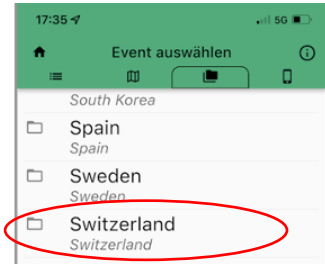 17:35
5G
Event auswählen
South Korea
Spain
Spain
Sweden
Sweden
Switzerland
Switzerland